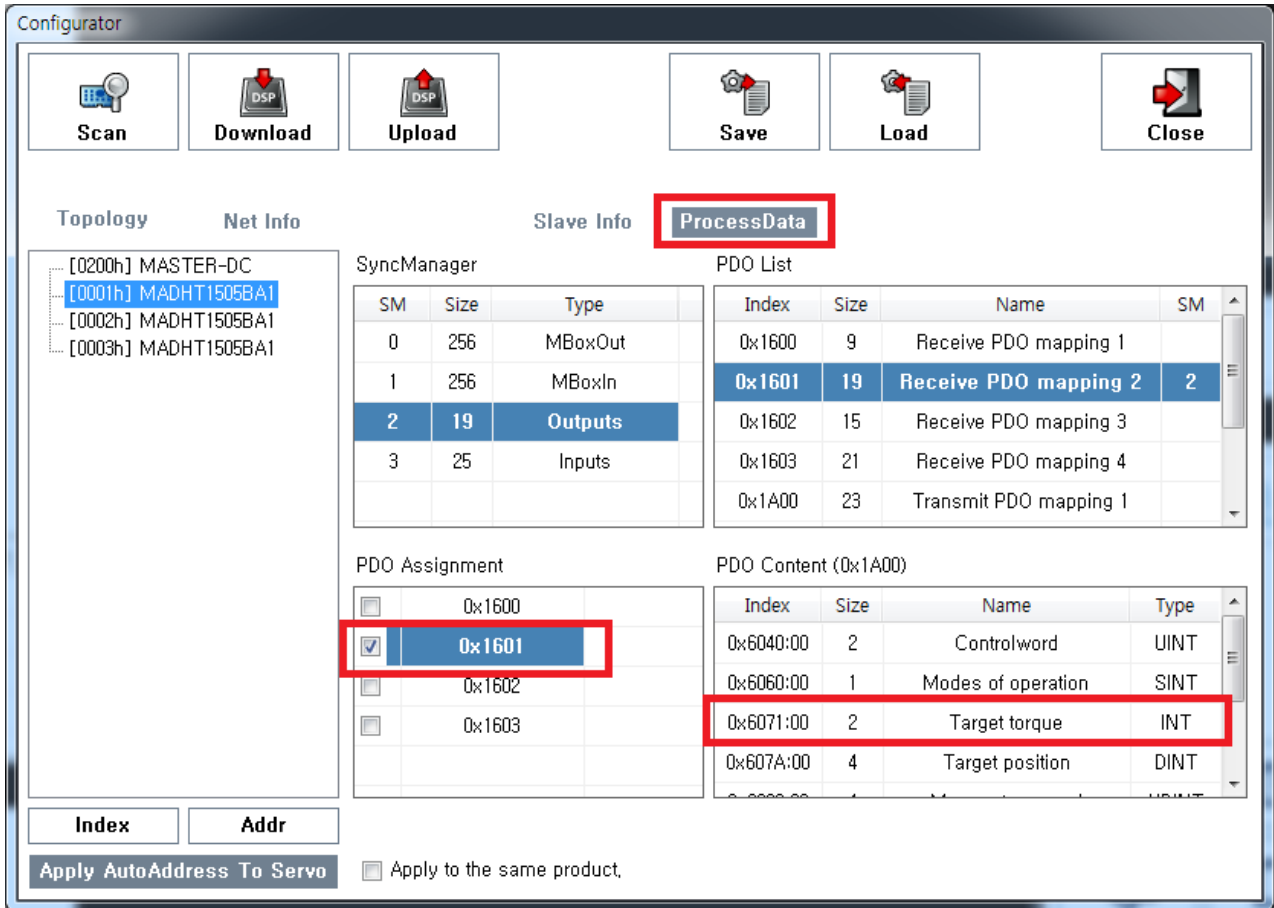 Configurator
Scan Download Upload Save Load Close
Topology Net Info Slave Info ProcessData
[0200h] MASTER-DC
[0001h] MADHT1505BA1
[0002h] MADHT1505BA1
[0003h] MADHT1505BA1
SyncManager
SM Size Type
0 256 MBoxOut
1 256 MBoxIn
2 19 Outputs
3 25 Inputs
PDO List
Index Size Name SM
0x1600 9 Receive PDO mapping 1
0x1601 19 Receive PDO mapping 2 2
0x1602 15 Receive PDO mapping 3
0x1603 21 Receive PDO mapping 4
0x1A00 23 Transmit PDO mapping 1
PDO Assignment
0x1600
0x1601
0x1602
0x1603
PDO Content (0x1A00)
Index Size Name Type
0x6040:00 2 Controlword UINT
0x6060:00 1 Modes of operation SINT
0x6071:00 2 Target torque INT
0x607A:00 4 Target position DINT
Index Addr
Apply AutoAddress To Servo
Apply to the same product,